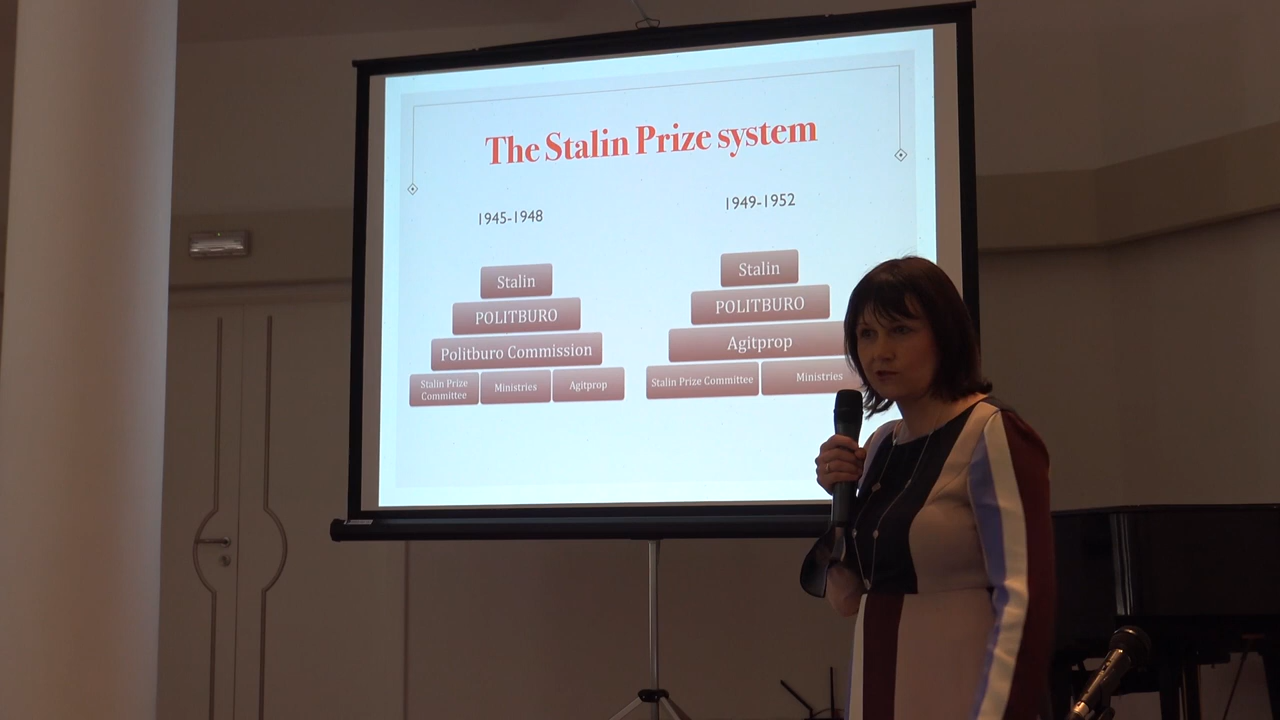 The Stalin Prize system
1945-1948
Stalin
POLITBURO
Politburo Commission
Stalin Prize
Committee
Ministries
Agitprop
1949-1952
Stalin
POLITBURO
Agitprop
Stalin Prize Committee
Ministries